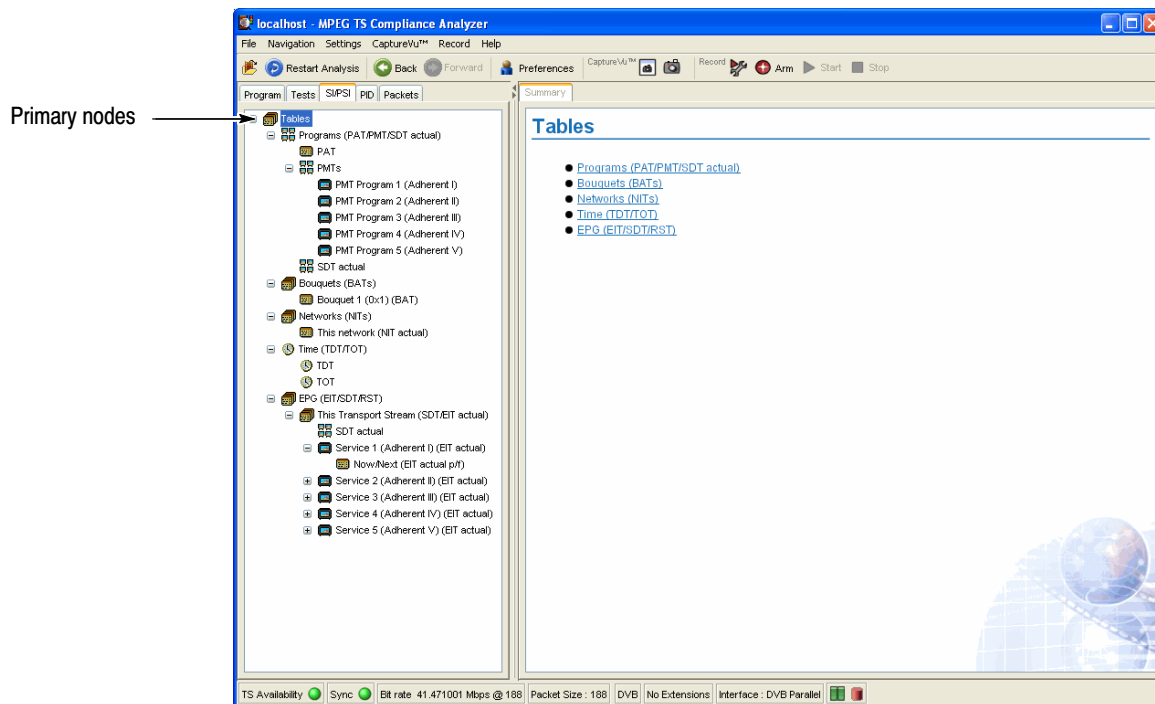 Primary nodes
localhost - MPEG TS Compliance Analyzer
File Navigation Settings CaptureVu™ Record Help
Restart Analysis Back Forward Preferences CaptureVu™ Record Arm Start Stop
Program Tests SI/PSI PID Packets
Summary
Tables
Programs (PAT/PMT/SDT actual)
PAT
PMTs
PMT Program 1 (Adherent I)
PMT Program 2 (Adherent II)
PMT Program 3 (Adherent III)
PMT Program 4 (Adherent IV)
PMT Program 5 (Adherent V)
SDT actual
Bouquets (BATs)
Bouquet 1 (0x1) (BAT)
Networks (NITs)
This network (NIT actual)
Time (TDT/TOT)
TDT
TOT
EPG (EIT/SDT/RST)
This Transport Stream (SDT/EIT actual)
SDT actual
Service 1 (Adherent I) (EIT actual)
Now/Next (EIT actual p/f)
Service 2 (Adherent II) (EIT actual)
Service 3 (Adherent III) (EIT actual)
Service 4 (Adherent IV) (EIT actual)
Service 5 (Adherent V) (EIT actual)
Tables
Programs (PAT/PMT/SDT actual)
Bouquets (BATs)
Networks (NITs)
Time (TDT/TOT)
EPG (EIT/SDT/RST)
TS Availability Sync Bit rate 41.471001 Mbps @ 188 Packet Size : 188 DVB No Extensions Interface : DVB Parallel